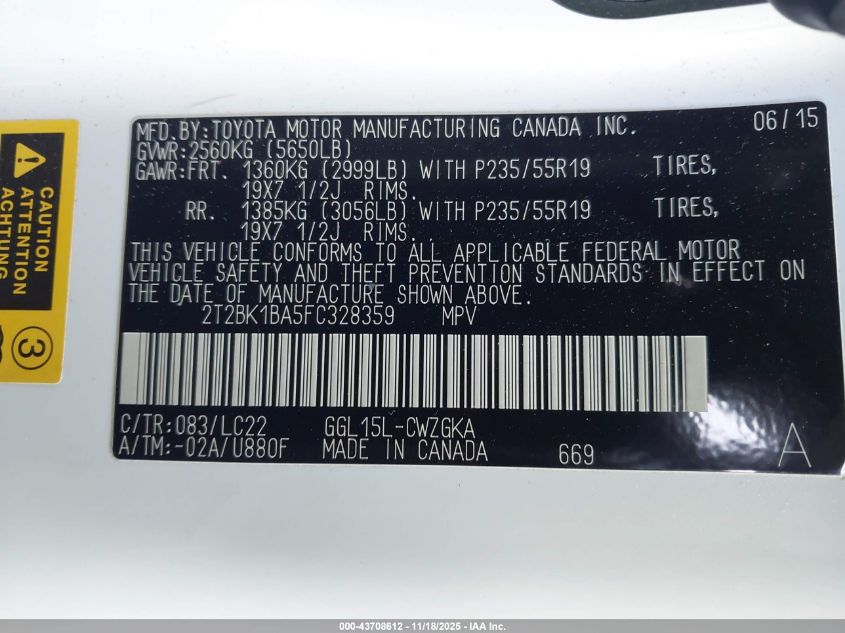 CAUTION
ATTENTION
ACHTUNG
3
MFD.BY:TOYOTA MOTOR MANUFACTURING CANADA INC. 06/15
GVWR:2560KG (5650LB)
GAWR:FRT. 1360KG (2999LB) WITH P235/55R19 TIRES,
19X7 1/2J RIMS.
RR. 1385KG (3056LB) WITH P235/55R19 TIRES,
19X7 1/2J RIMS.
THIS VEHICLE CONFORMS TO ALL APPLICABLE FEDERAL MOTOR
VEHICLE SAFETY AND THEFT PREVENTION STANDARDS IN EFFECT ON
THE DATE OF MANUFACTURE SHOWN ABOVE.
2T2BK1BA5FC328359 MPV
C/TR:083/LC22 GGL15L-CWZGKA
A/TM:-02A/U880F MADE IN CANADA 669 A
000-43708612 - 11/18/2025 - IAA Inc.